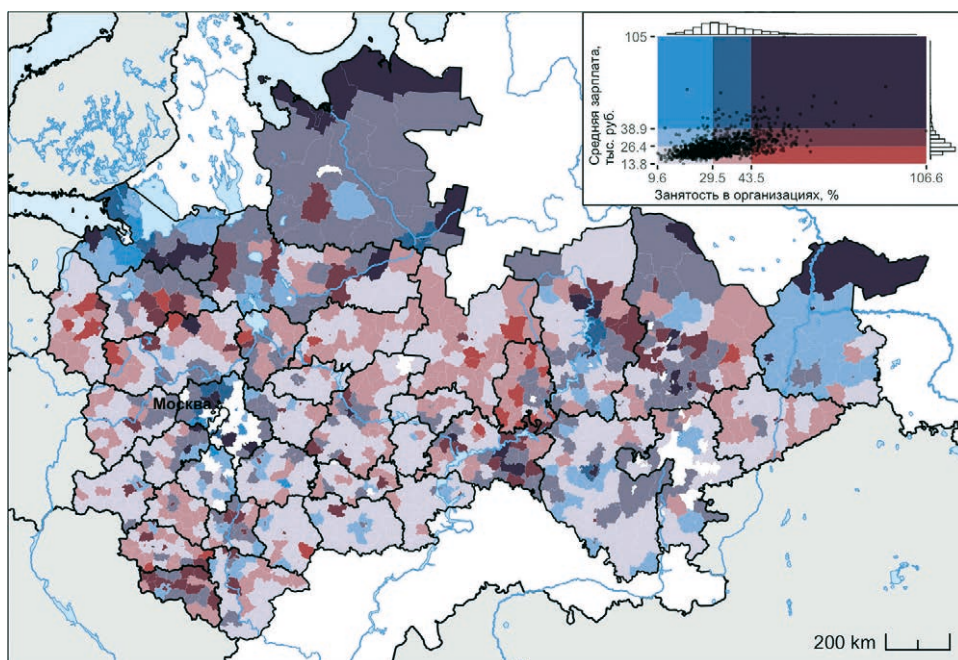 Москва
Средняя зарплата,
тыс. руб.
105
38.9
26.4
13.8
9.6 29.5 43.5 106.6
Занятость в организациях, %
200 km